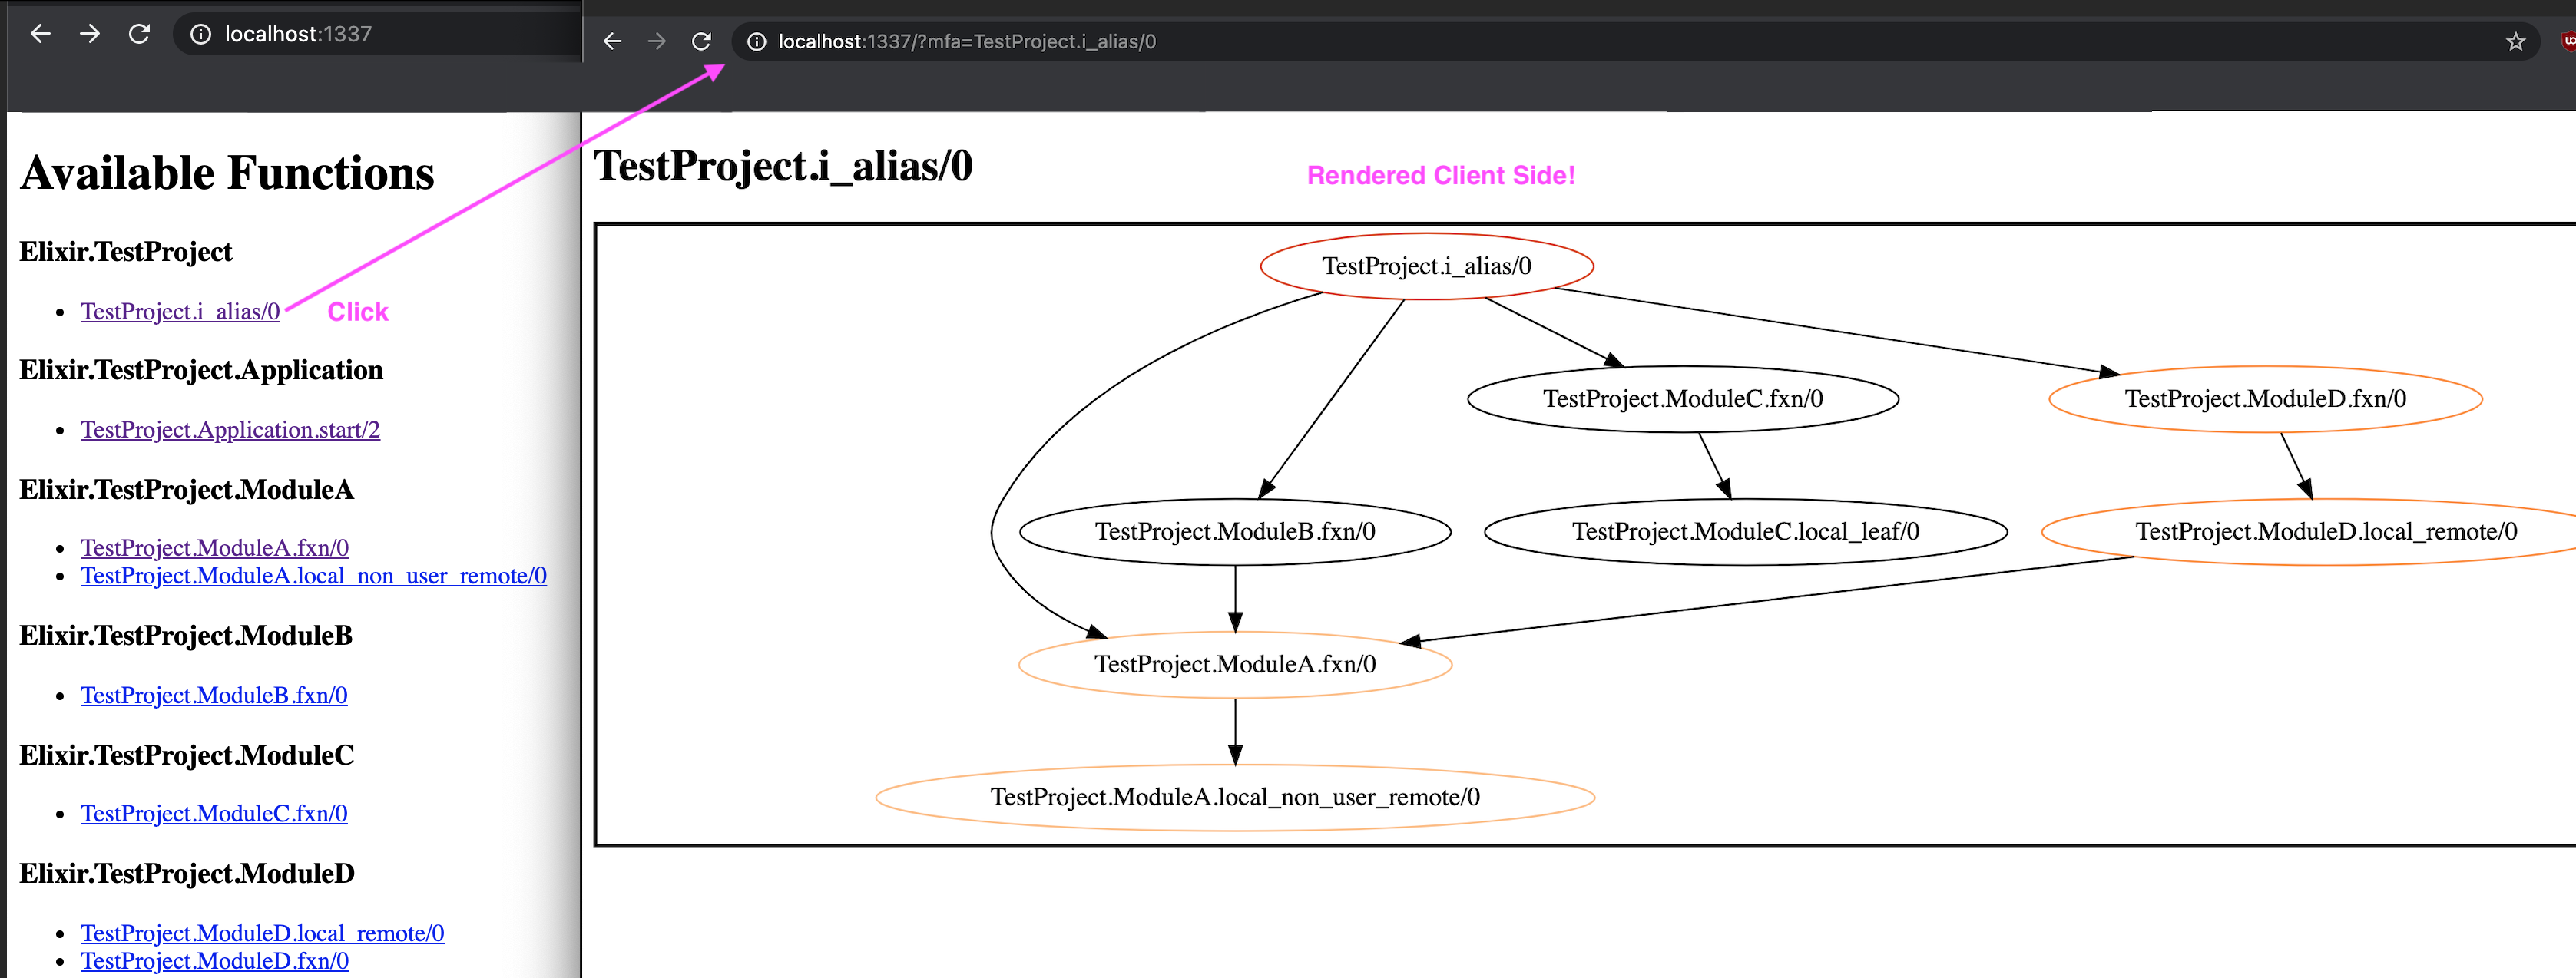 localhost:1337
Available Functions
Elixir.TestProject
TestProject.i_alias/0
Click
Elixir.TestProject.Application
TestProject.Application.start/2
Elixir.TestProject.ModuleA
TestProject.ModuleA.fxn/0
TestProject.ModuleA.local_non_user_remote/0
Elixir.TestProject.ModuleB
TestProject.ModuleB.fxn/0
Elixir.TestProject.ModuleC
TestProject.ModuleC.fxn/0
Elixir.TestProject.ModuleD
TestProject.ModuleD.local_remote/0
TestProject.ModuleD.fxn/0
localhost:1337/?mfa=TestProject.i_alias/0
TestProject.i_alias/0
Rendered Client Side!
TestProject.i_alias/0
TestProject.ModuleC.fxn/0
TestProject.ModuleD.fxn/0
TestProject.ModuleB.fxn/0
TestProject.ModuleC.local_leaf/0
TestProject.ModuleD.local_remote/0
TestProject.ModuleA.fxn/0
TestProject.ModuleA.local_non_user_remote/0